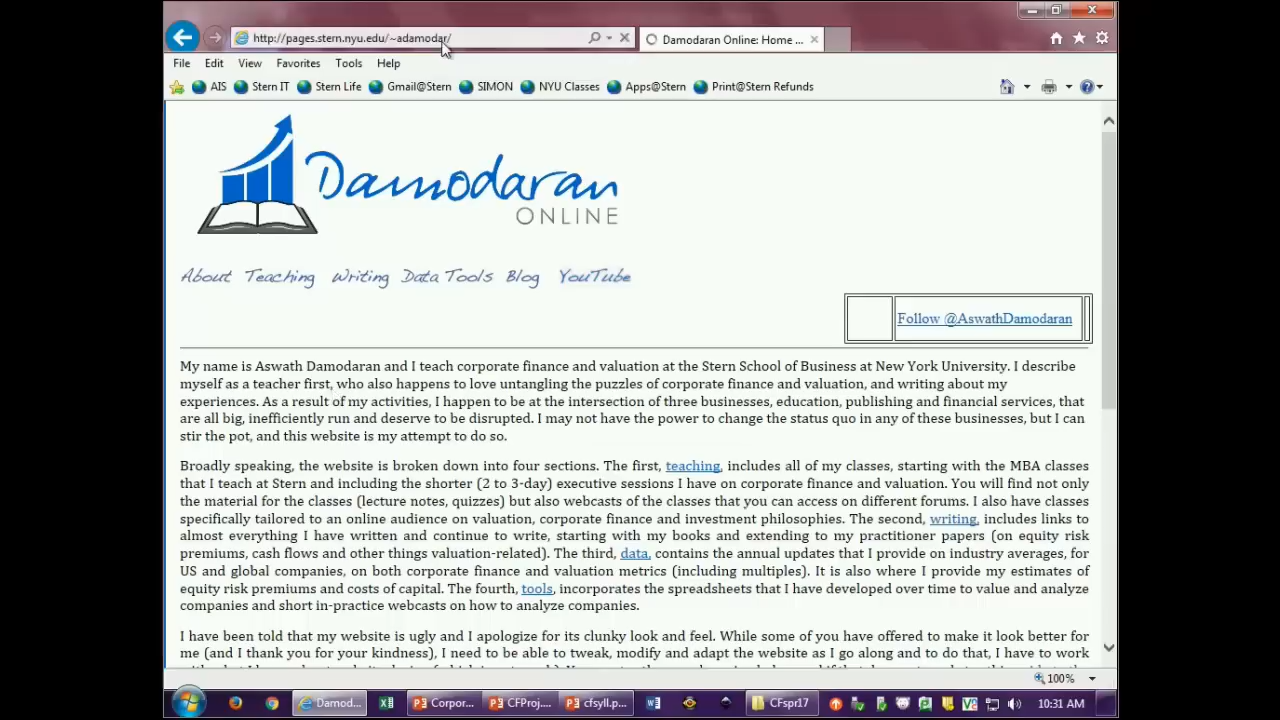 http://pages.stern.nyu.edu/~adamodar/
Damodaran Online: Home ...
File Edit View Favorites Tools Help
AIS Stern IT Stern Life Gmail@Stern SIMON NYU Classes Apps@Stern Print@Stern Refunds
Damodaran
ONLINE
About Teaching Writing Data Tools Blog YouTube
Follow @AswathDamodaran
My name is Aswath Damodaran and I teach corporate finance and valuation at the Stern School of Business at New York University. I describe
myself as a teacher first, who also happens to love untangling the puzzles of corporate finance and valuation, and writing about my
experiences. As a result of my activities, I happen to be at the intersection of three businesses, education, publishing and financial services, that
are all big, inefficiently run and deserve to be disrupted. I may not have the power to change the status quo in any of these businesses, but I can
stir the pot, and this website is my attempt to do so.
Broadly speaking, the website is broken down into four sections. The first, teaching, includes all of my classes, starting with the MBA classes
that I teach at Stern and including the shorter (2 to 3-day) executive sessions I have on corporate finance and valuation. You will find not only
the material for the classes (lecture notes, quizzes) but also webcasts of the classes that you can access on different forums. I also have classes
specifically tailored to an online audience on valuation, corporate finance and investment philosophies. The second, writing, includes links to
almost everything I have written and continue to write, starting with my books and extending to my practitioner papers (on equity risk
premiums, cash flows and other things valuation-related). The third, data, contains the annual updates that I provide on industry averages, for
US and global companies, on both corporate finance and valuation metrics (including multiples). It is also where I provide my estimates of
equity risk premiums and costs of capital. The fourth, tools, incorporates the spreadsheets that I have developed over time to value and analyze
companies and short in-practice webcasts on how to analyze companies.
I have been told that my website is ugly and I apologize for its clunky look and feel. While some of you have offered to make it look better for
me (and I thank you for your kindness), I need to be able to tweak, modify and adapt the website as I go along and to do that, I have to work
100%
Damod... Corpor... CFProj.... cfsyll.p... CFspr17 10:31 AM